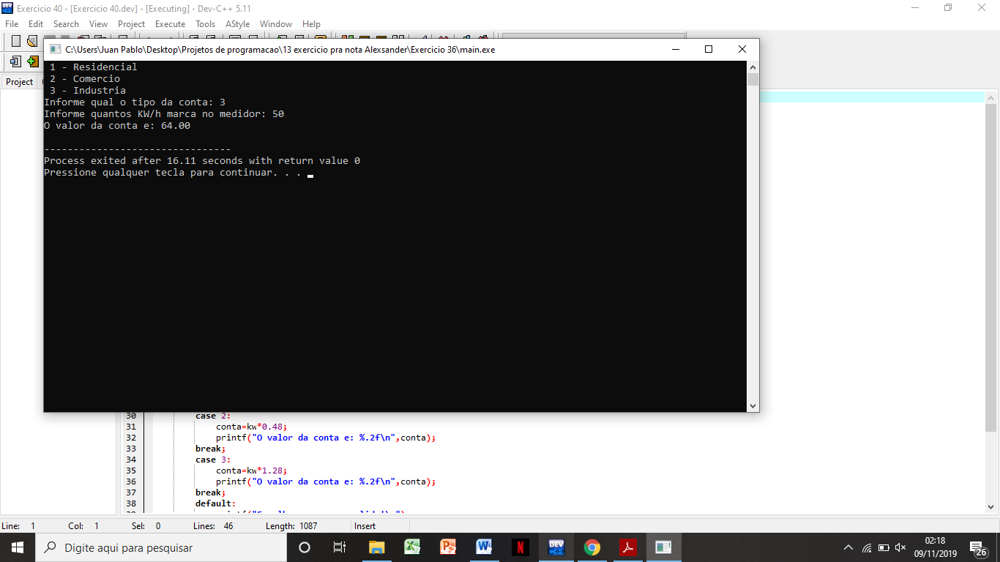 Exercicio 40 - [Exercicio 40.dev] - [Executing] - Dev-C++ 5.11
File Edit Search View Project Execute Tools AStyle Window Help
C:\Users\Juan Pablo\Desktop\Projetos de programacao\13 exercicio pra nota Alexsander\Exercicio 36\main.exe
Project
1 - Residencial
2 - Comercio
3 - Industria
Informe qual o tipo da conta: 3
Informe quantos KW/h marca no medidor: 50
O valor da conta e: 64.00
--------------------------------
Process exited after 16.11 seconds with return value 0
Pressione qualquer tecla para continuar. . .
30 case 2:
31 conta=kw*0.48;
32 printf("O valor da conta e: %.2f\n",conta);
33 break;
34 case 3:
35 conta=kw*1.28;
36 printf("O valor da conta e: %.2f\n",conta);
37 break;
38 default:
Line: 1 Col: 1 Sel: 0 Lines: 46 Length: 1087 Insert
Digite aqui para pesquisar
DEV
02:18
09/11/2019
26